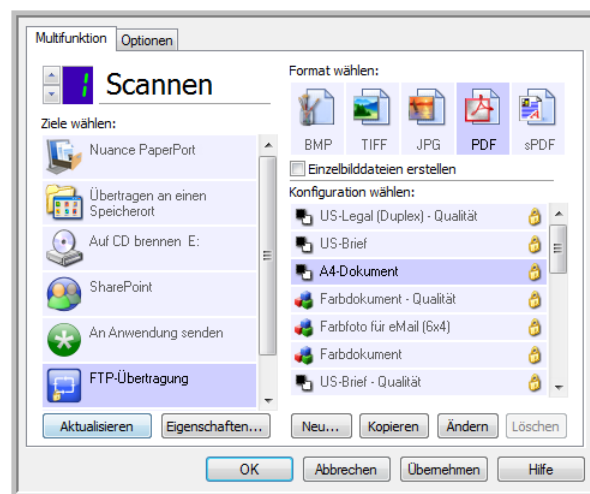 Multifunktion Optionen
1 Scannen
Ziele wählen:
Nuance PaperPort
Übertragen an einen
Speicherort
Auf CD brennen E:
SharePoint
An Anwendung senden
FTP-Übertragung
Aktualisieren Eigenschaften...
Format wählen:
BMP TIFF JPG PDF sPDF
Einzelbilddateien erstellen
Konfiguration wählen:
US-Legal (Duplex) - Qualität
US-Brief
A4-Dokument
Farbdokument - Qualität
Farbfoto für eMail (6x4)
Farbdokument
US-Brief - Qualität
Neu... Kopieren Ändern Löschen
OK Abbrechen Übernehmen Hilfe